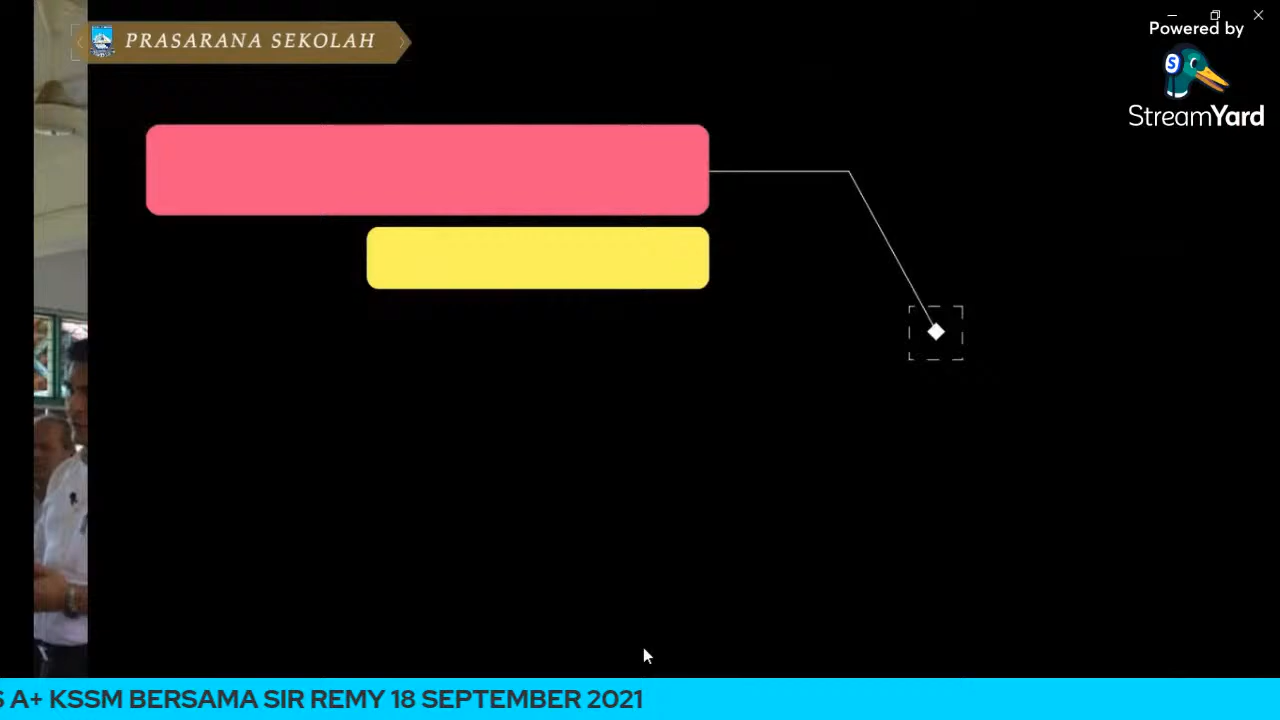 PRASARANA SEKOLAH
Powered by
StreamYard
A+ KSSM BERSAMA SIR REMY 18 SEPTEMBER 2021